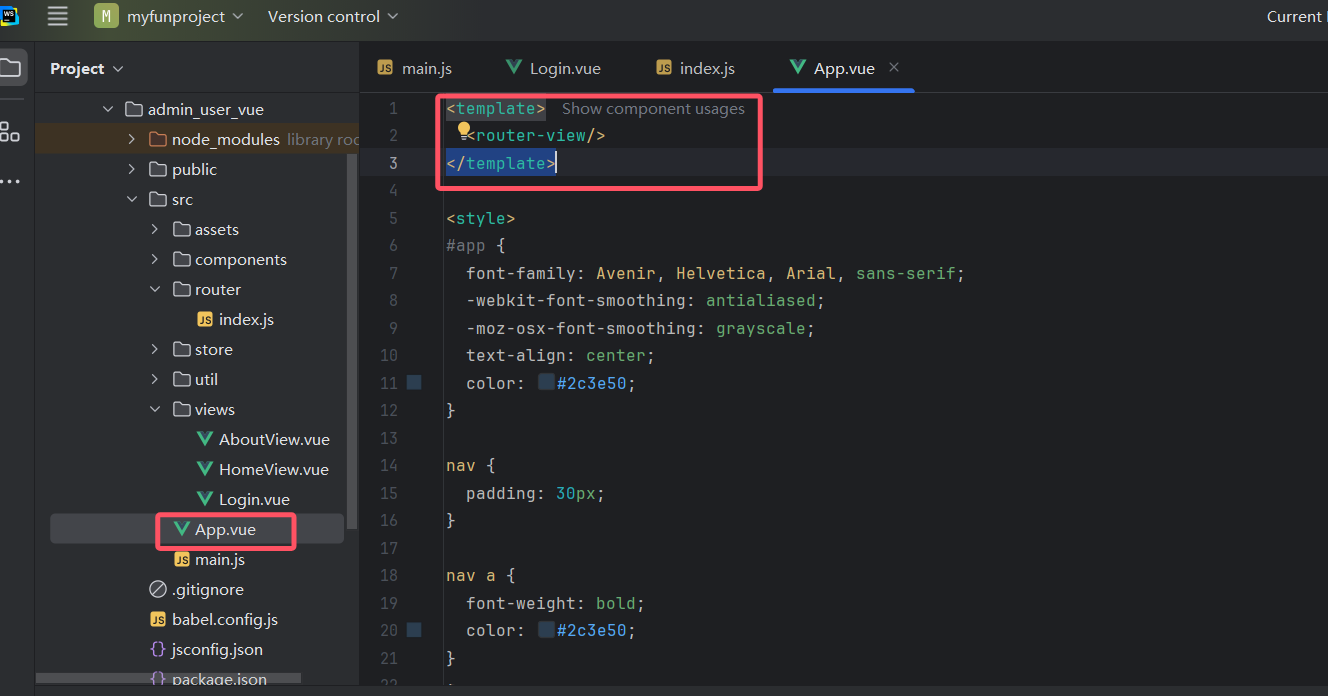 WS M myfunproject Version control Current
Project
main.js Login.vue index.js App.vue
admin_user_vue
node_modules library roo
public
src
assets
components
router
JS index.js
store
util
views
AboutView.vue
HomeView.vue
Login.vue
App.vue
JS main.js
.gitignore
JS babel.config.js
{} jsconfig.json
{} package.json
1 <template> Show component usages
2 <router-view/>
3 </template>
4
5 <style>
6 #app {
7 font-family: Avenir, Helvetica, Arial, sans-serif;
8 -webkit-font-smoothing: antialiased;
9 -moz-osx-font-smoothing: grayscale;
10 text-align: center;
11 color: #2c3e50;
12 }
13
14 nav {
15 padding: 30px;
16 }
17
18 nav a {
19 font-weight: bold;
20 color: #2c3e50;
21 }